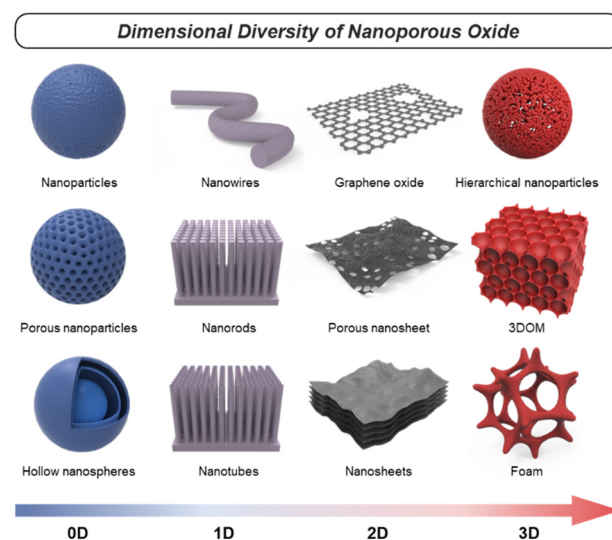 Dimensional Diversity of Nanoporous Oxide
Nanoparticles
Nanowires
Graphene oxide
Hierarchical nanoparticles
Porous nanoparticles
Nanorods
Porous nanosheet
3DOM
Hollow nanospheres
Nanotubes
Nanosheets
Foam
0D
1D
2D
3D